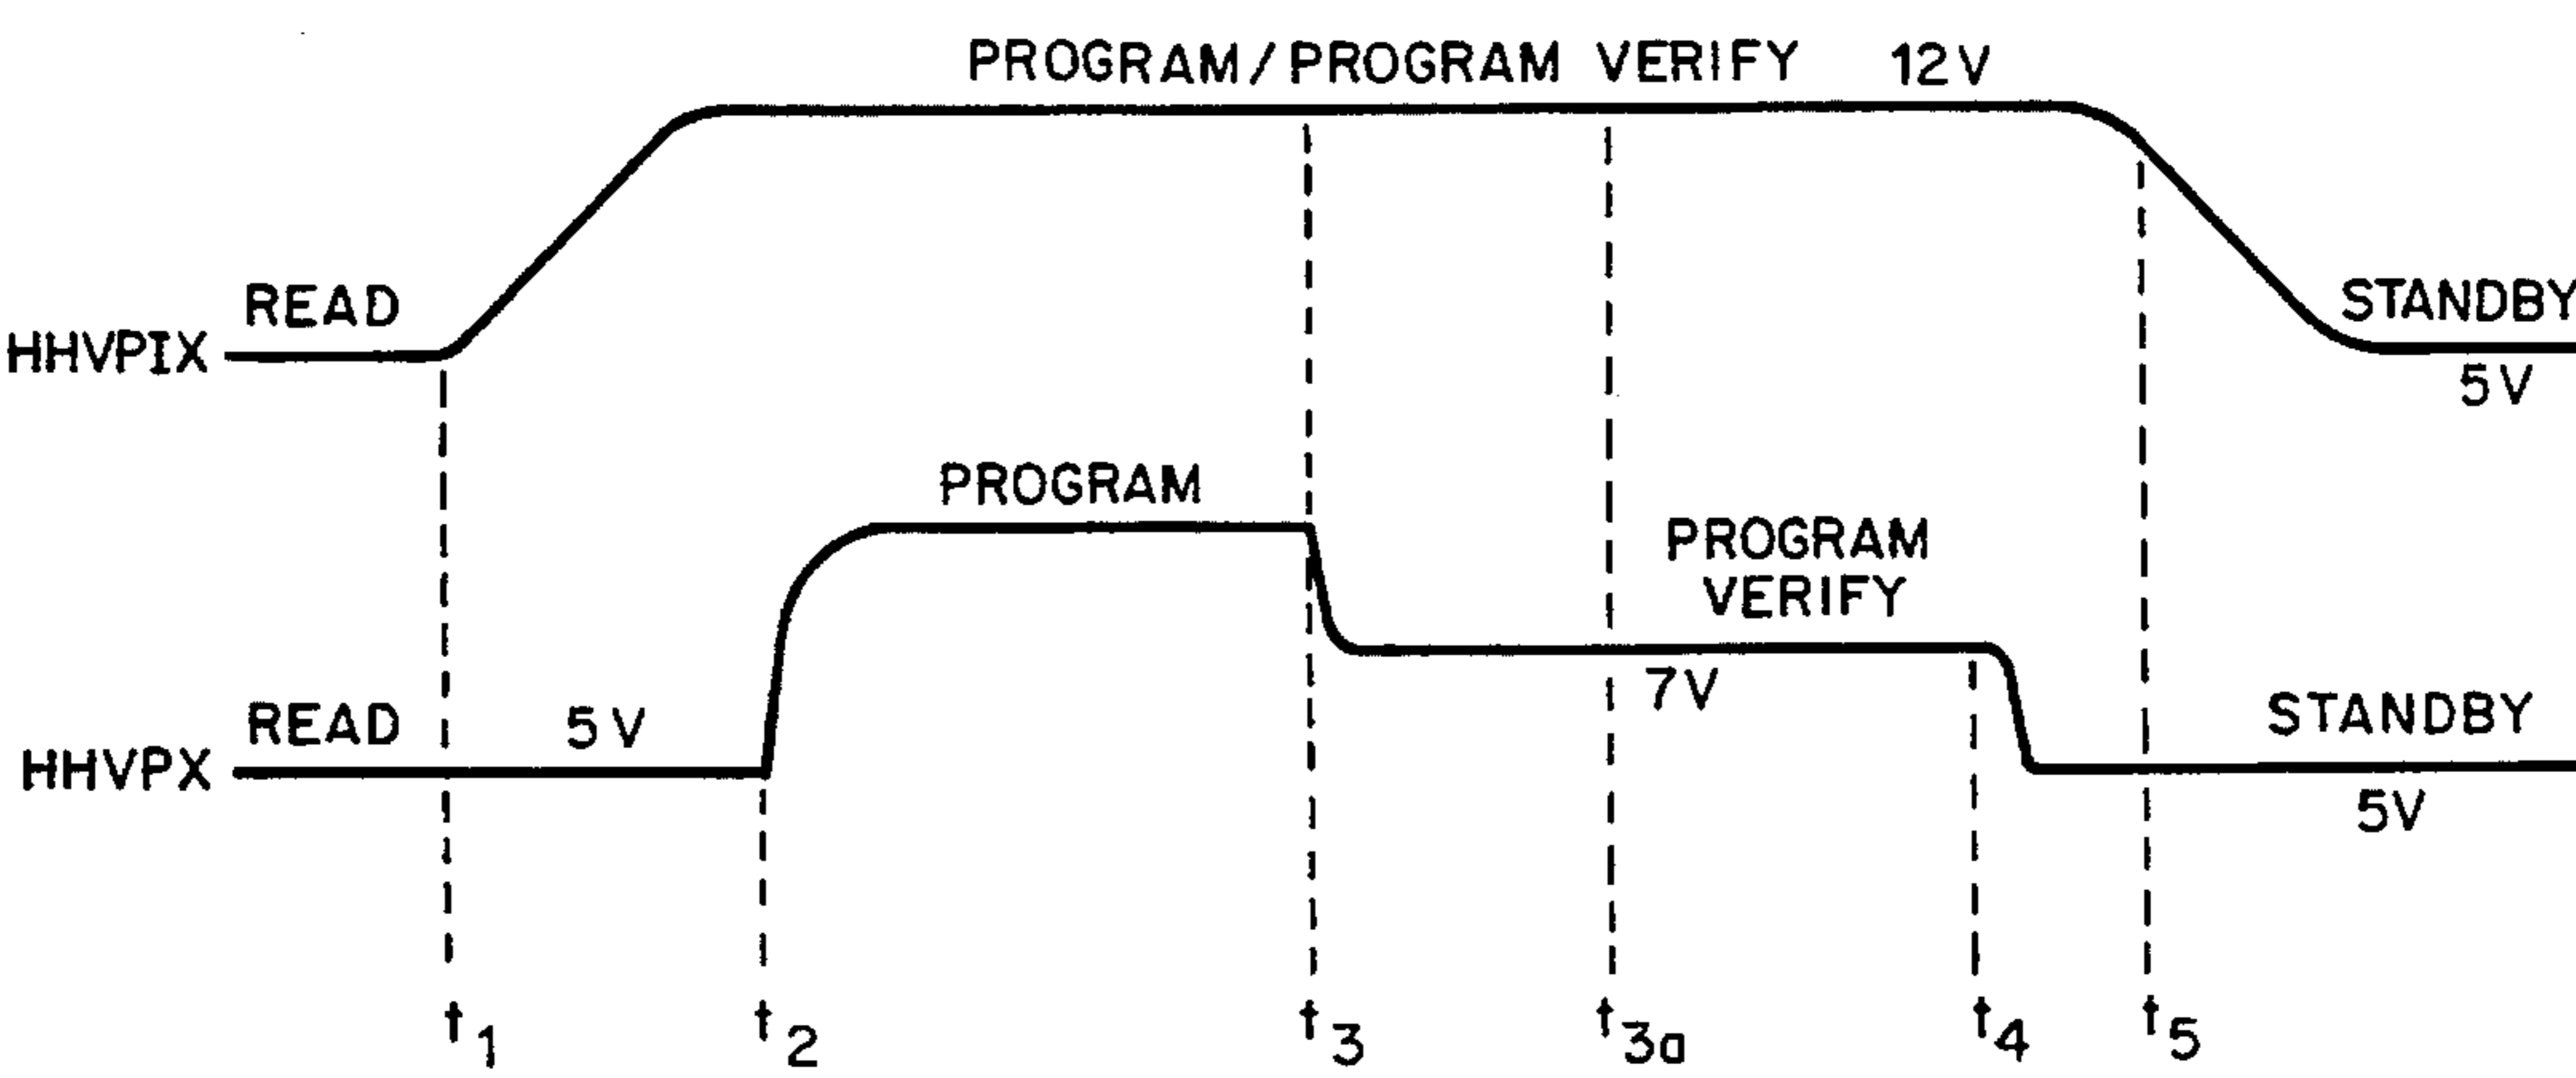 PROGRAM/PROGRAM VERIFY 12V
READ
HHVPIX
STANDBY
5V
PROGRAM
PROGRAM
VERIFY
7V
READ 5V
HHVPX
STANDBY
5V
t1 t2 t3 t3a t4 t5